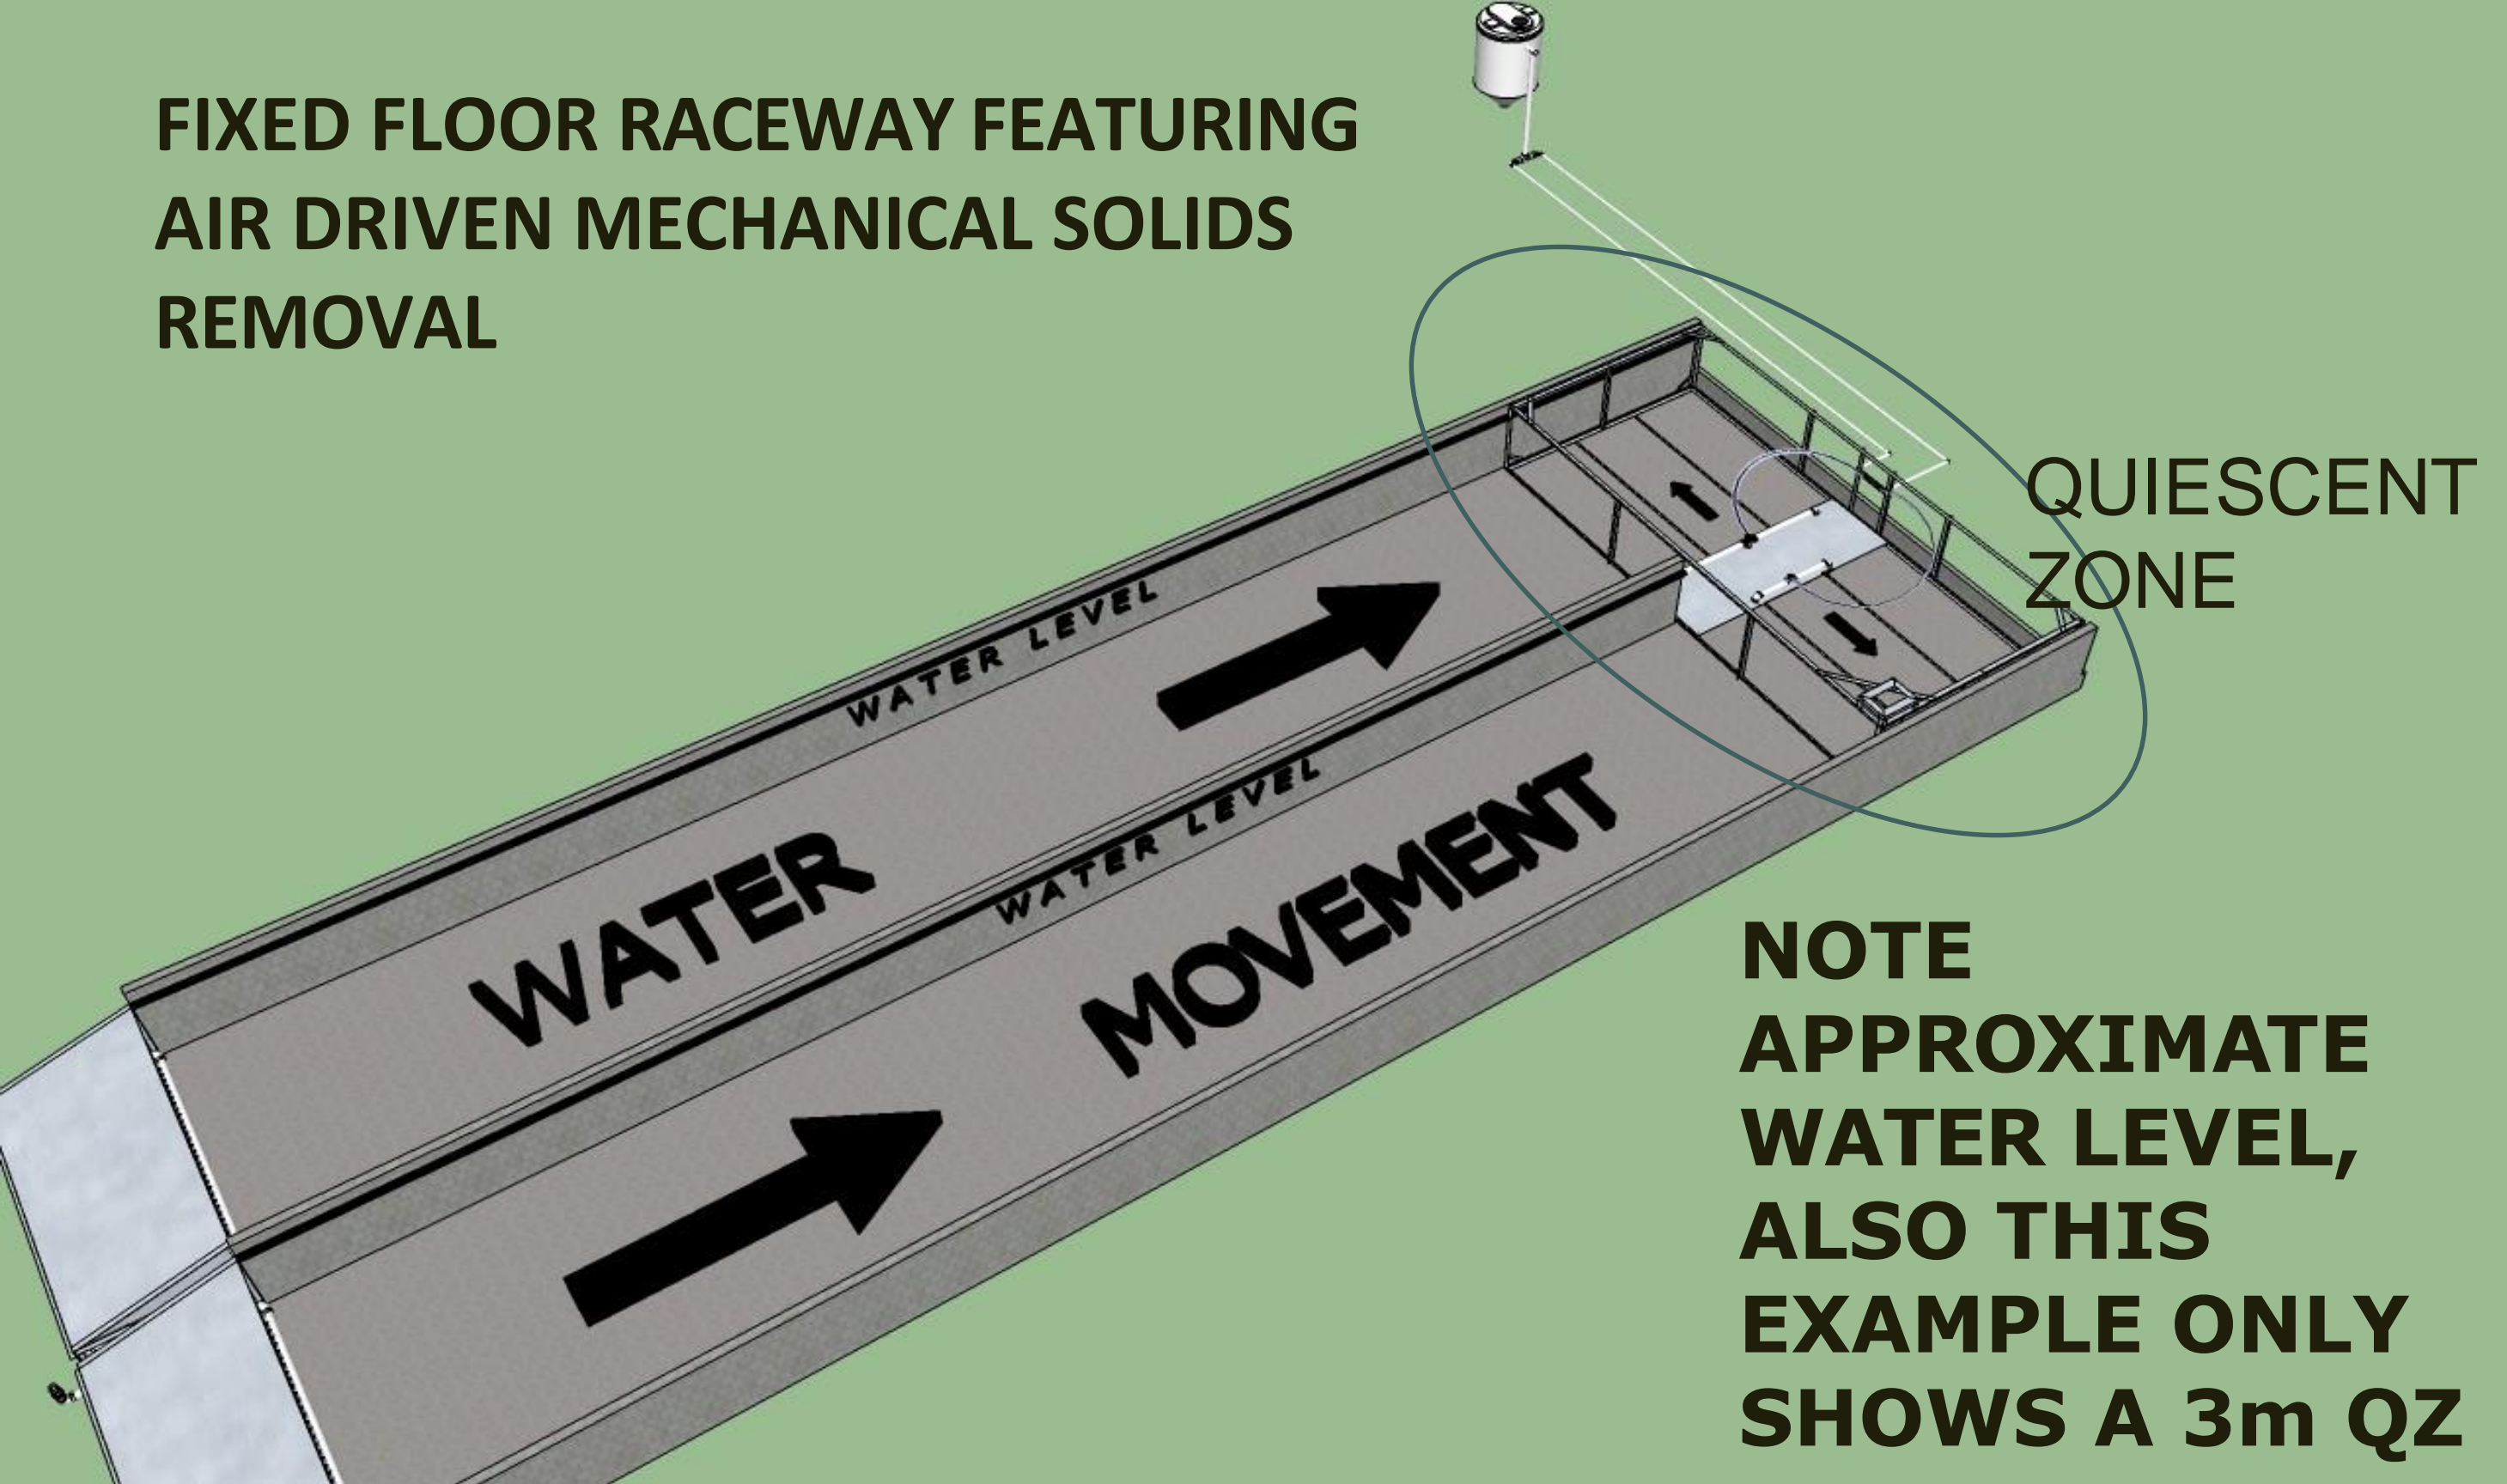 FIXED FLOOR RACEWAY FEATURING
AIR DRIVEN MECHANICAL SOLIDS
REMOVAL
QUIESCENT
ZONE
WATER LEVEL
WATER LEVEL
WATER
MOVEMENT
NOTE
APPROXIMATE
WATER LEVEL,
ALSO THIS
EXAMPLE ONLY
SHOWS A 3m QZ